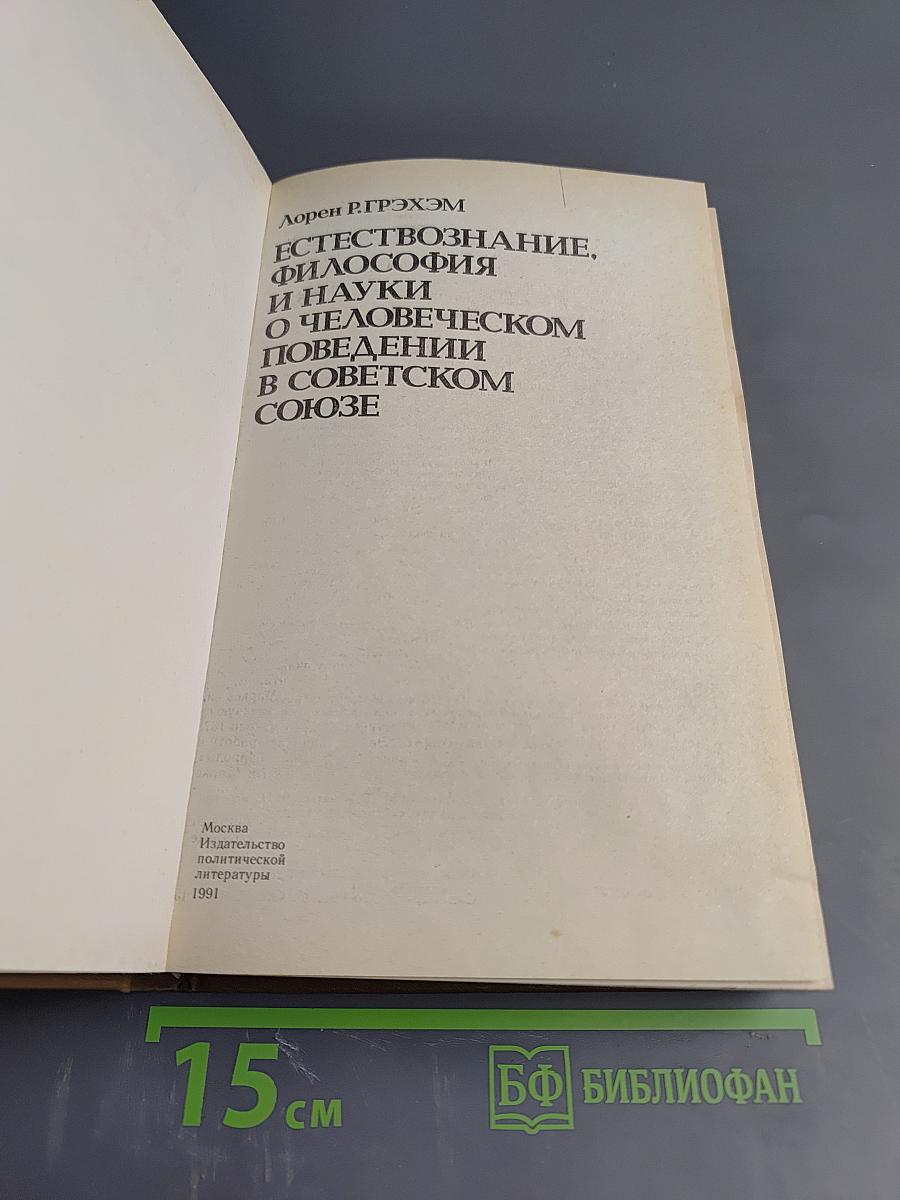 Лорен Р.ГРЭХЭМ
ЕСТЕСТВОЗНАНИЕ,
ФИЛОСОФИЯ
И НАУКИ
О ЧЕЛОВЕЧЕСКОМ
ПОВЕДЕНИИ
В СОВЕТСКОМ
СОЮЗЕ
Москва
Издательство
политической
литературы
1991
15 см
БФ БИБЛИОФАН